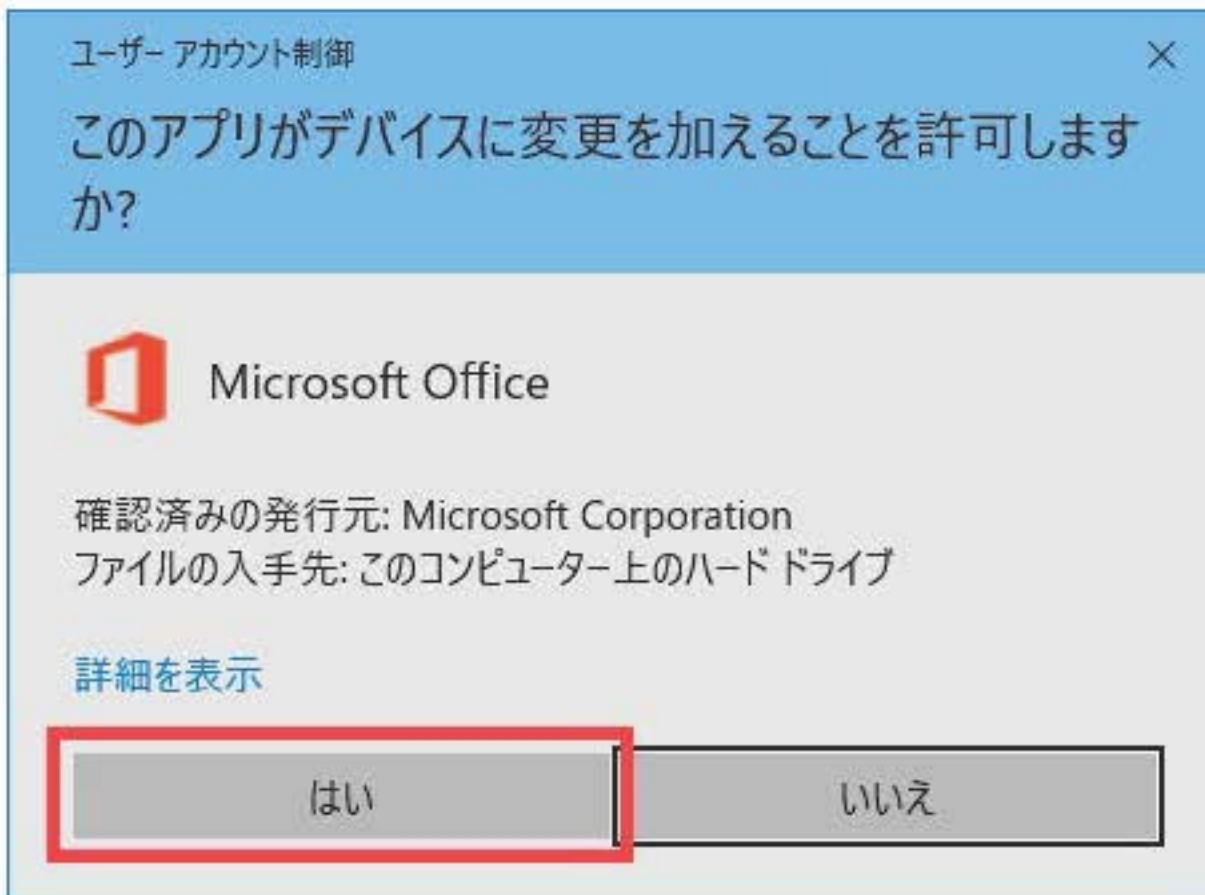 ユーザー アカウント制御
このアプリがデバイスに変更を加えることを許可します
か?
Microsoft Office
確認済みの発行元: Microsoft Corporation
ファイルの入手先: このコンピューター上のハード ドライブ
詳細を表示
はい
いいえ